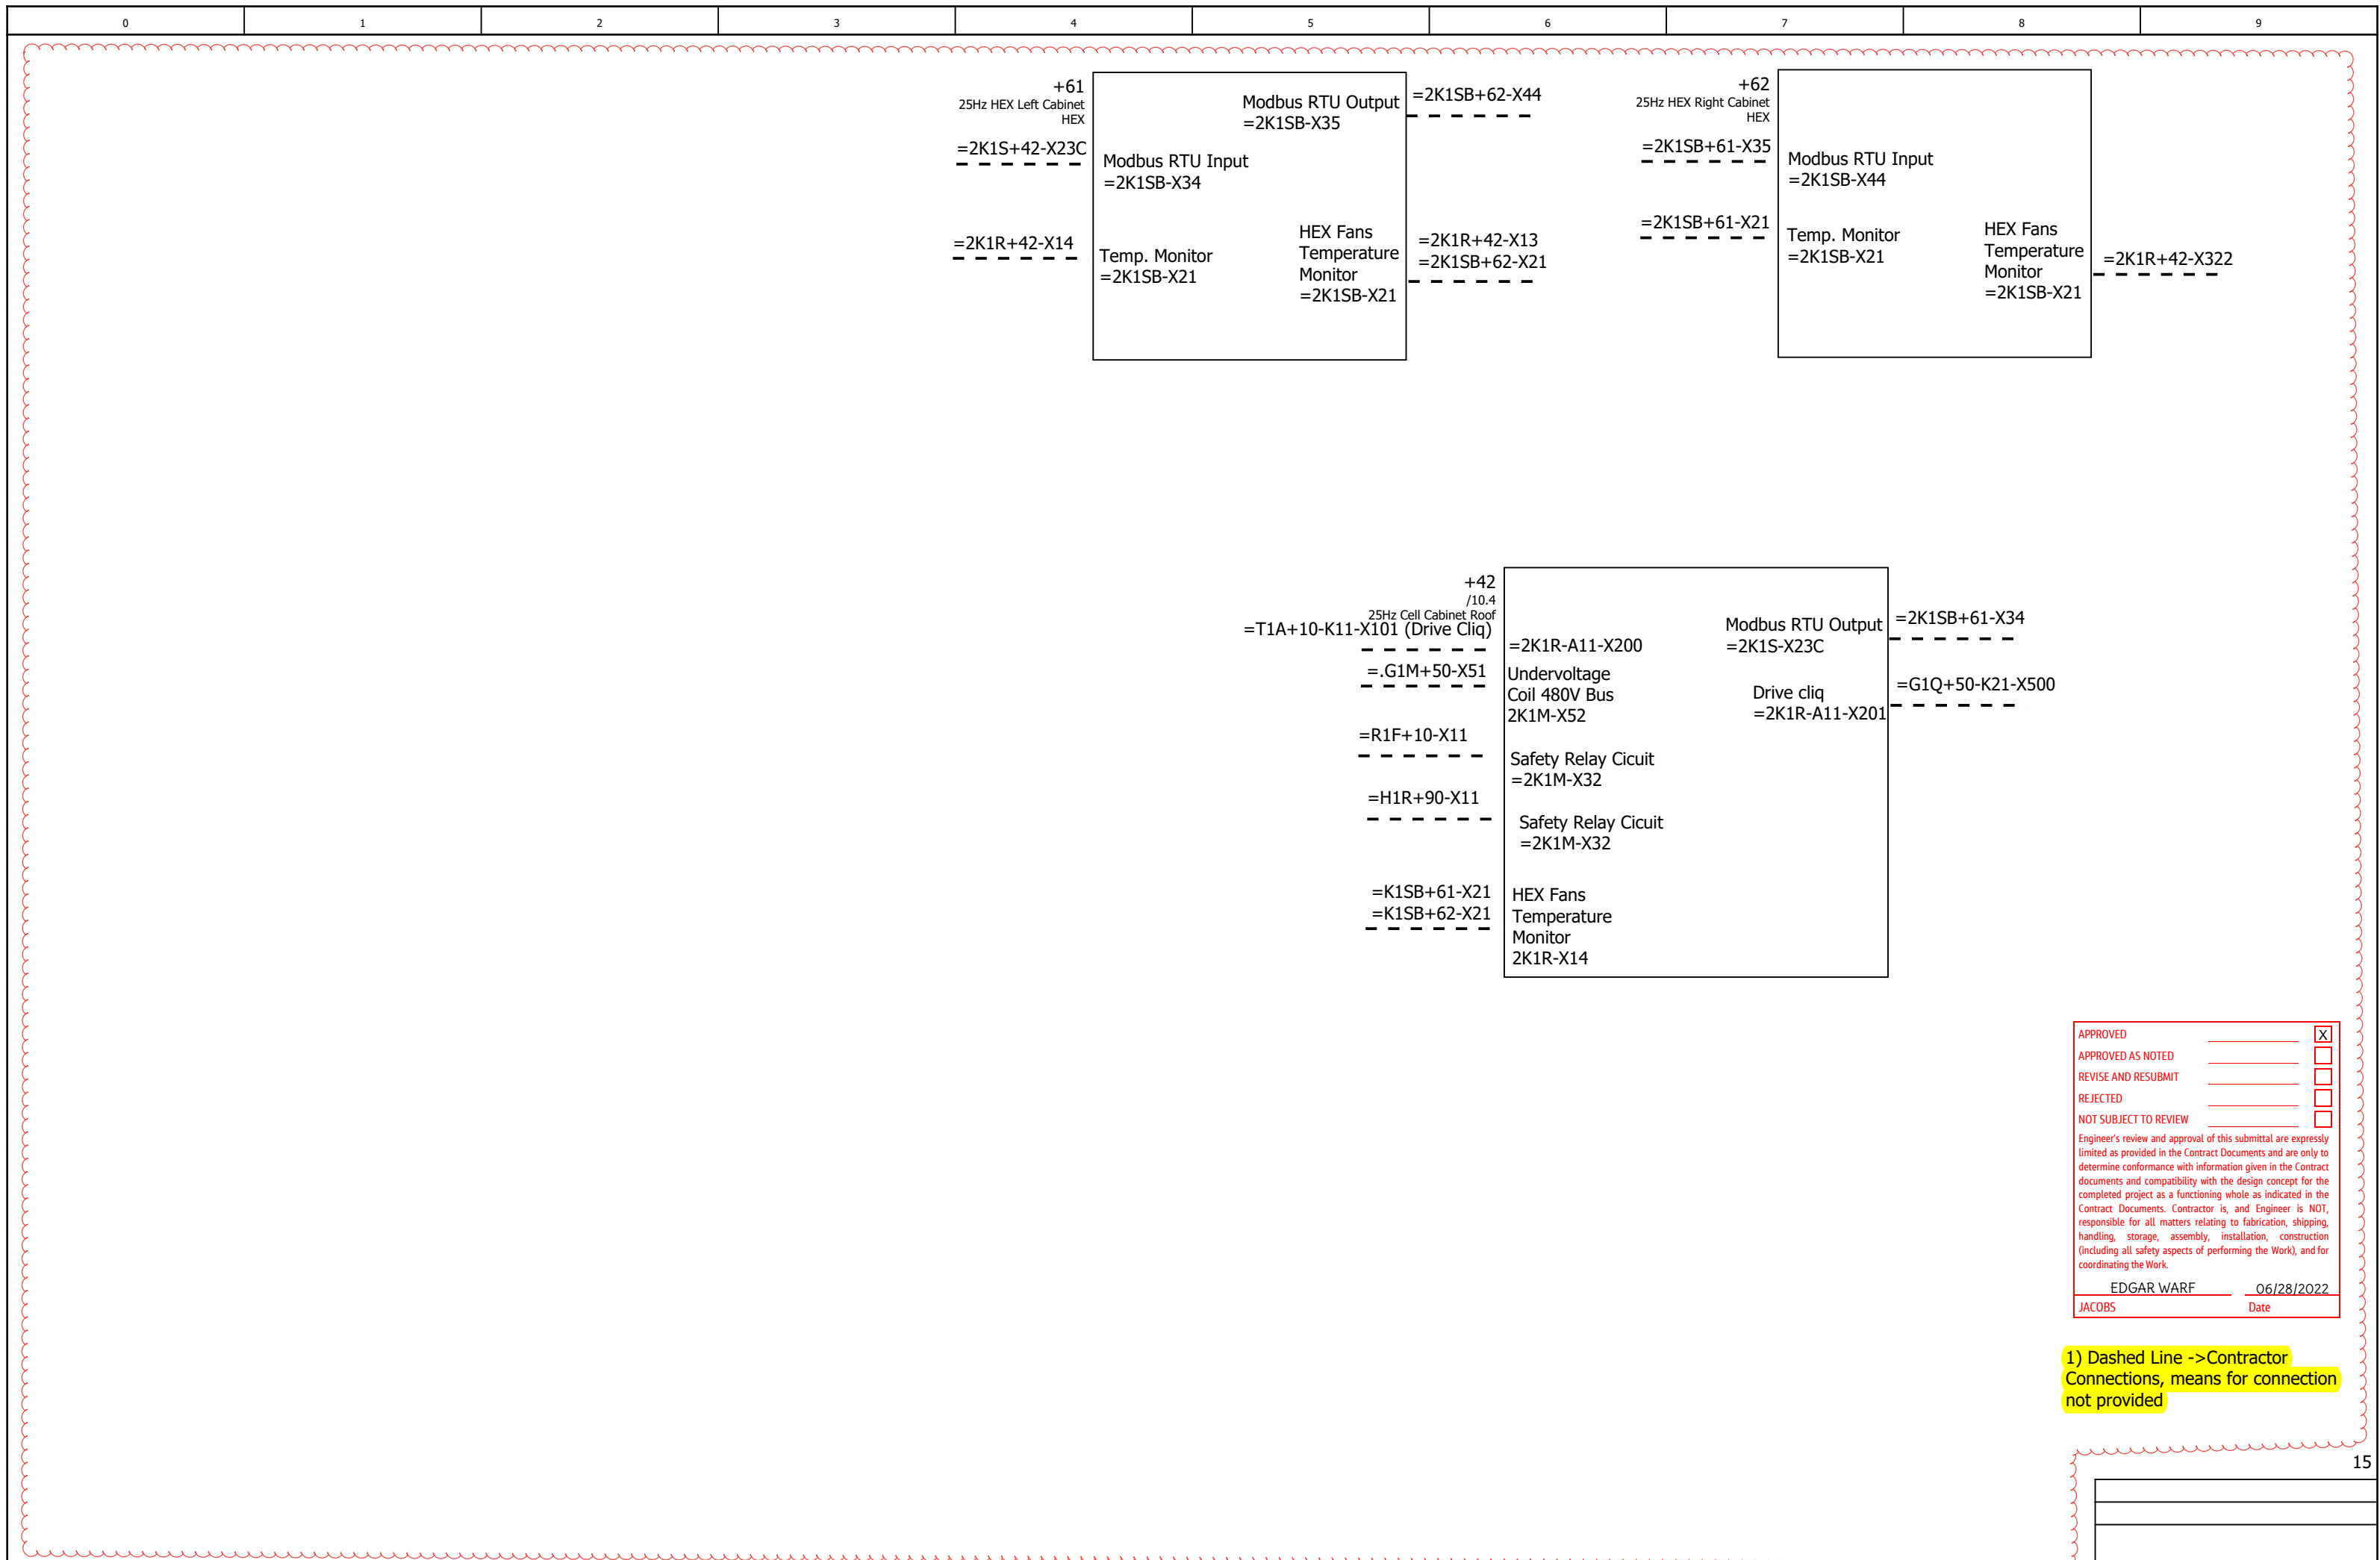 0 1 2 3 4 5 6 7 8 9
+61
25Hz HEX Left Cabinet
HEX
=2K1S+42-X23C
=2K1R+42-X14
Modbus RTU Output
=2K1SB-X35
Modbus RTU Input
=2K1SB-X34
Temp. Monitor
=2K1SB-X21
HEX Fans
Temperature
Monitor
=2K1SB-X21
=2K1SB+62-X44
=2K1R+42-X13
=2K1SB+62-X21
+62
25Hz HEX Right Cabinet
HEX
=2K1SB+61-X35
=2K1SB+61-X21
Modbus RTU Input
=2K1SB-X44
Temp. Monitor
=2K1SB-X21
HEX Fans
Temperature
Monitor
=2K1SB-X21
=2K1R+42-X322
+42
/10.4
25Hz Cell Cabinet Roof
=T1A+10-K11-X101 (Drive Cliq)
=.G1M+50-X51
=R1F+10-X11
=H1R+90-X11
=K1SB+61-X21
=K1SB+62-X21
=2K1R-A11-X200
Undervoltage
Coil 480V Bus
2K1M-X52
Safety Relay Cicuit
=2K1M-X32
Safety Relay Cicuit
=2K1M-X32
HEX Fans
Temperature
Monitor
2K1R-X14
Modbus RTU Output
=2K1S-X23C
Drive cliq
=2K1R-A11-X201
=2K1SB+61-X34
=G1Q+50-K21-X500
APPROVED X
APPROVED AS NOTED
REVISE AND RESUBMIT
REJECTED
NOT SUBJECT TO REVIEW
Engineer's review and approval of this submittal are expressly
limited as provided in the Contract Documents and are only to
determine conformance with information given in the Contract
documents and compatibility with the design concept for the
completed project as a functioning whole as indicated in the
Contract Documents. Contractor is, and Engineer is NOT,
responsible for all matters relating to fabrication, shipping,
handling, storage, assembly, installation, construction
(including all safety aspects of performing the Work), and for
coordinating the Work.
EDGAR WARF 06/28/2022
JACOBS Date
1) Dashed Line ->Contractor
Connections, means for connection
not provided
15